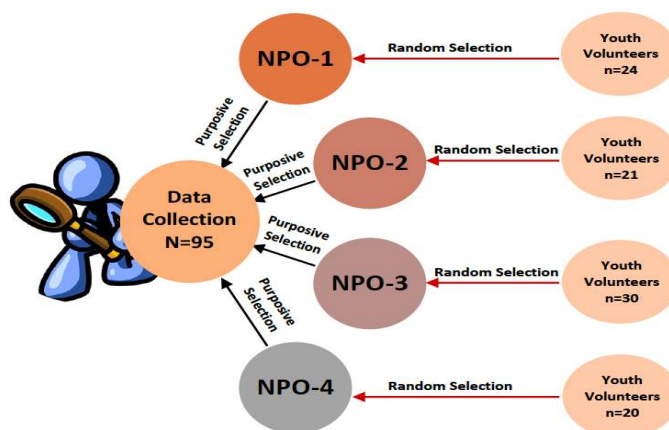 NPO-1
Random Selection
Youth
Volunteers
n=24
Purposive
Selection
NPO-2
Random Selection
Youth
Volunteers
n=21
Purposive
Selection
Data
Collection
N=95
Purposive
Selection
NPO-3
Random Selection
Youth
Volunteers
n=30
Purposive
Selection
NPO-4
Random Selection
Youth
Volunteers
n=20